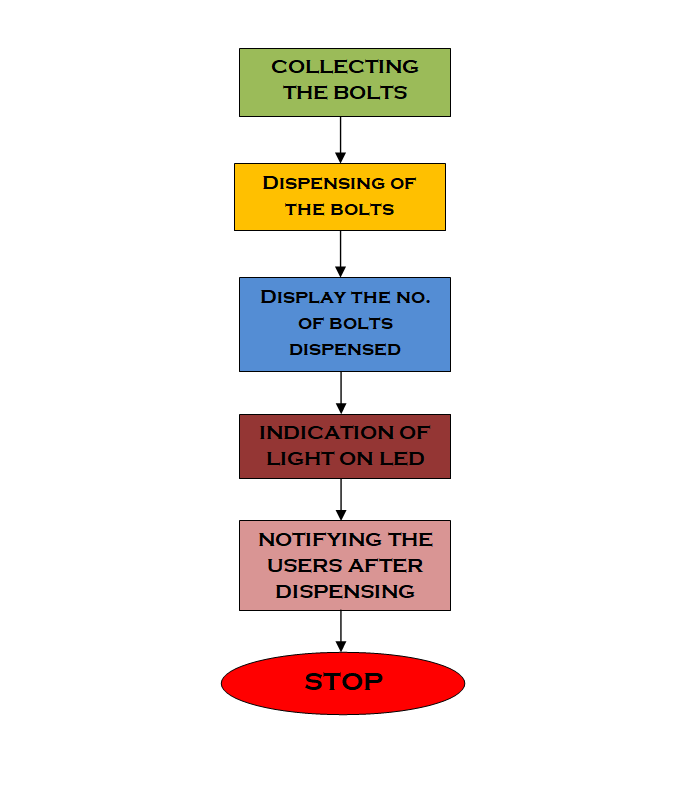 COLLECTING
THE BOLTS
Dispensing of
the bolts
Display the no.
of bolts
dispensed
INDICATION OF
LIGHT ON LED
NOTIFYING THE
USERS AFTER
DISPENSING
STOP